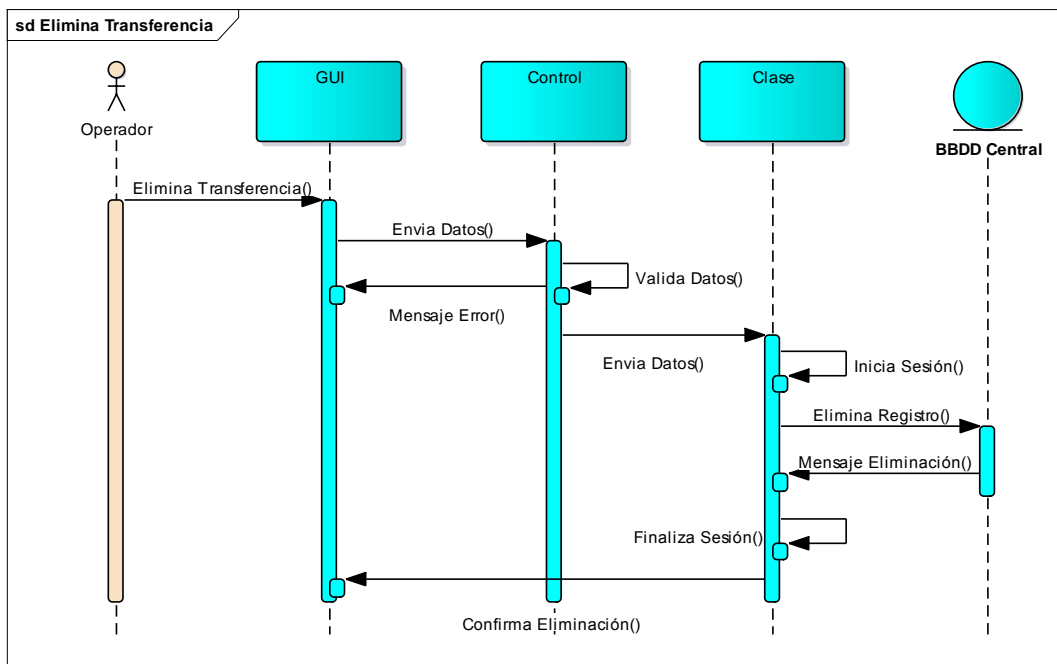 sd Elimina Transferencia
Operador
GUI
Control
Clase
BBDD Central
Elimina Transferencia()
Envia Datos()
Valida Datos()
Mensaje Error()
Envia Datos()
Inicia Sesión()
Elimina Registro()
Mensaje Eliminación()
Finaliza Sesión()
Confirma Eliminación()